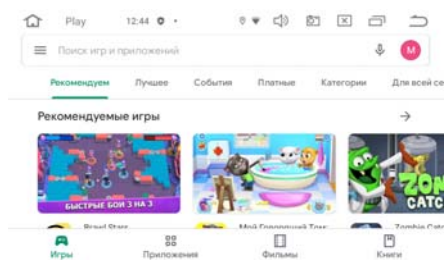 Play 12:44
Поиск игр и приложений
M
Рекомендуем Лучшее События Платные Категории Для всей се
Рекомендуемые игры
БЫСТРЫЕ БОИ 3 НА 3
ZOM
CATC
Brawl Stars Мой Говорящий Том: Zombie Catc
Игры Приложения Фильмы Книги